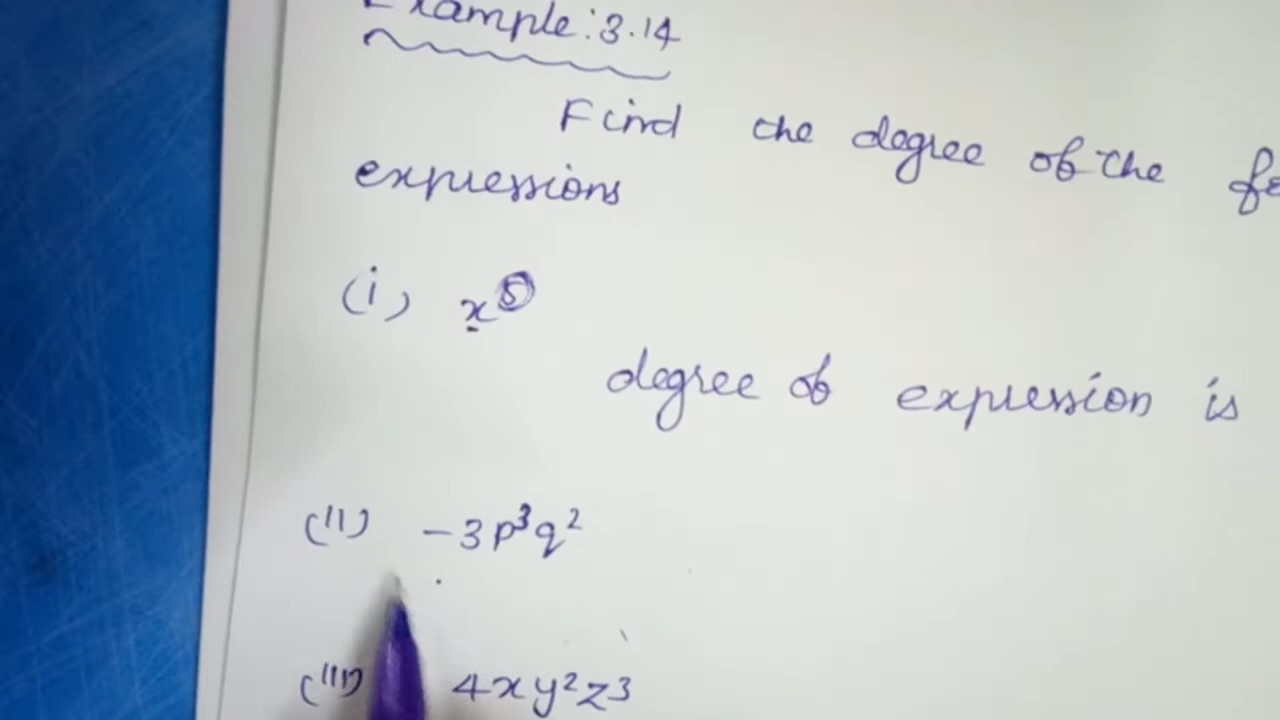 Example: 3.14
Find the degree of the
expressions
(i) x⁵
degree of expression is
(II) -3p³q²
(III) 4xy²z³